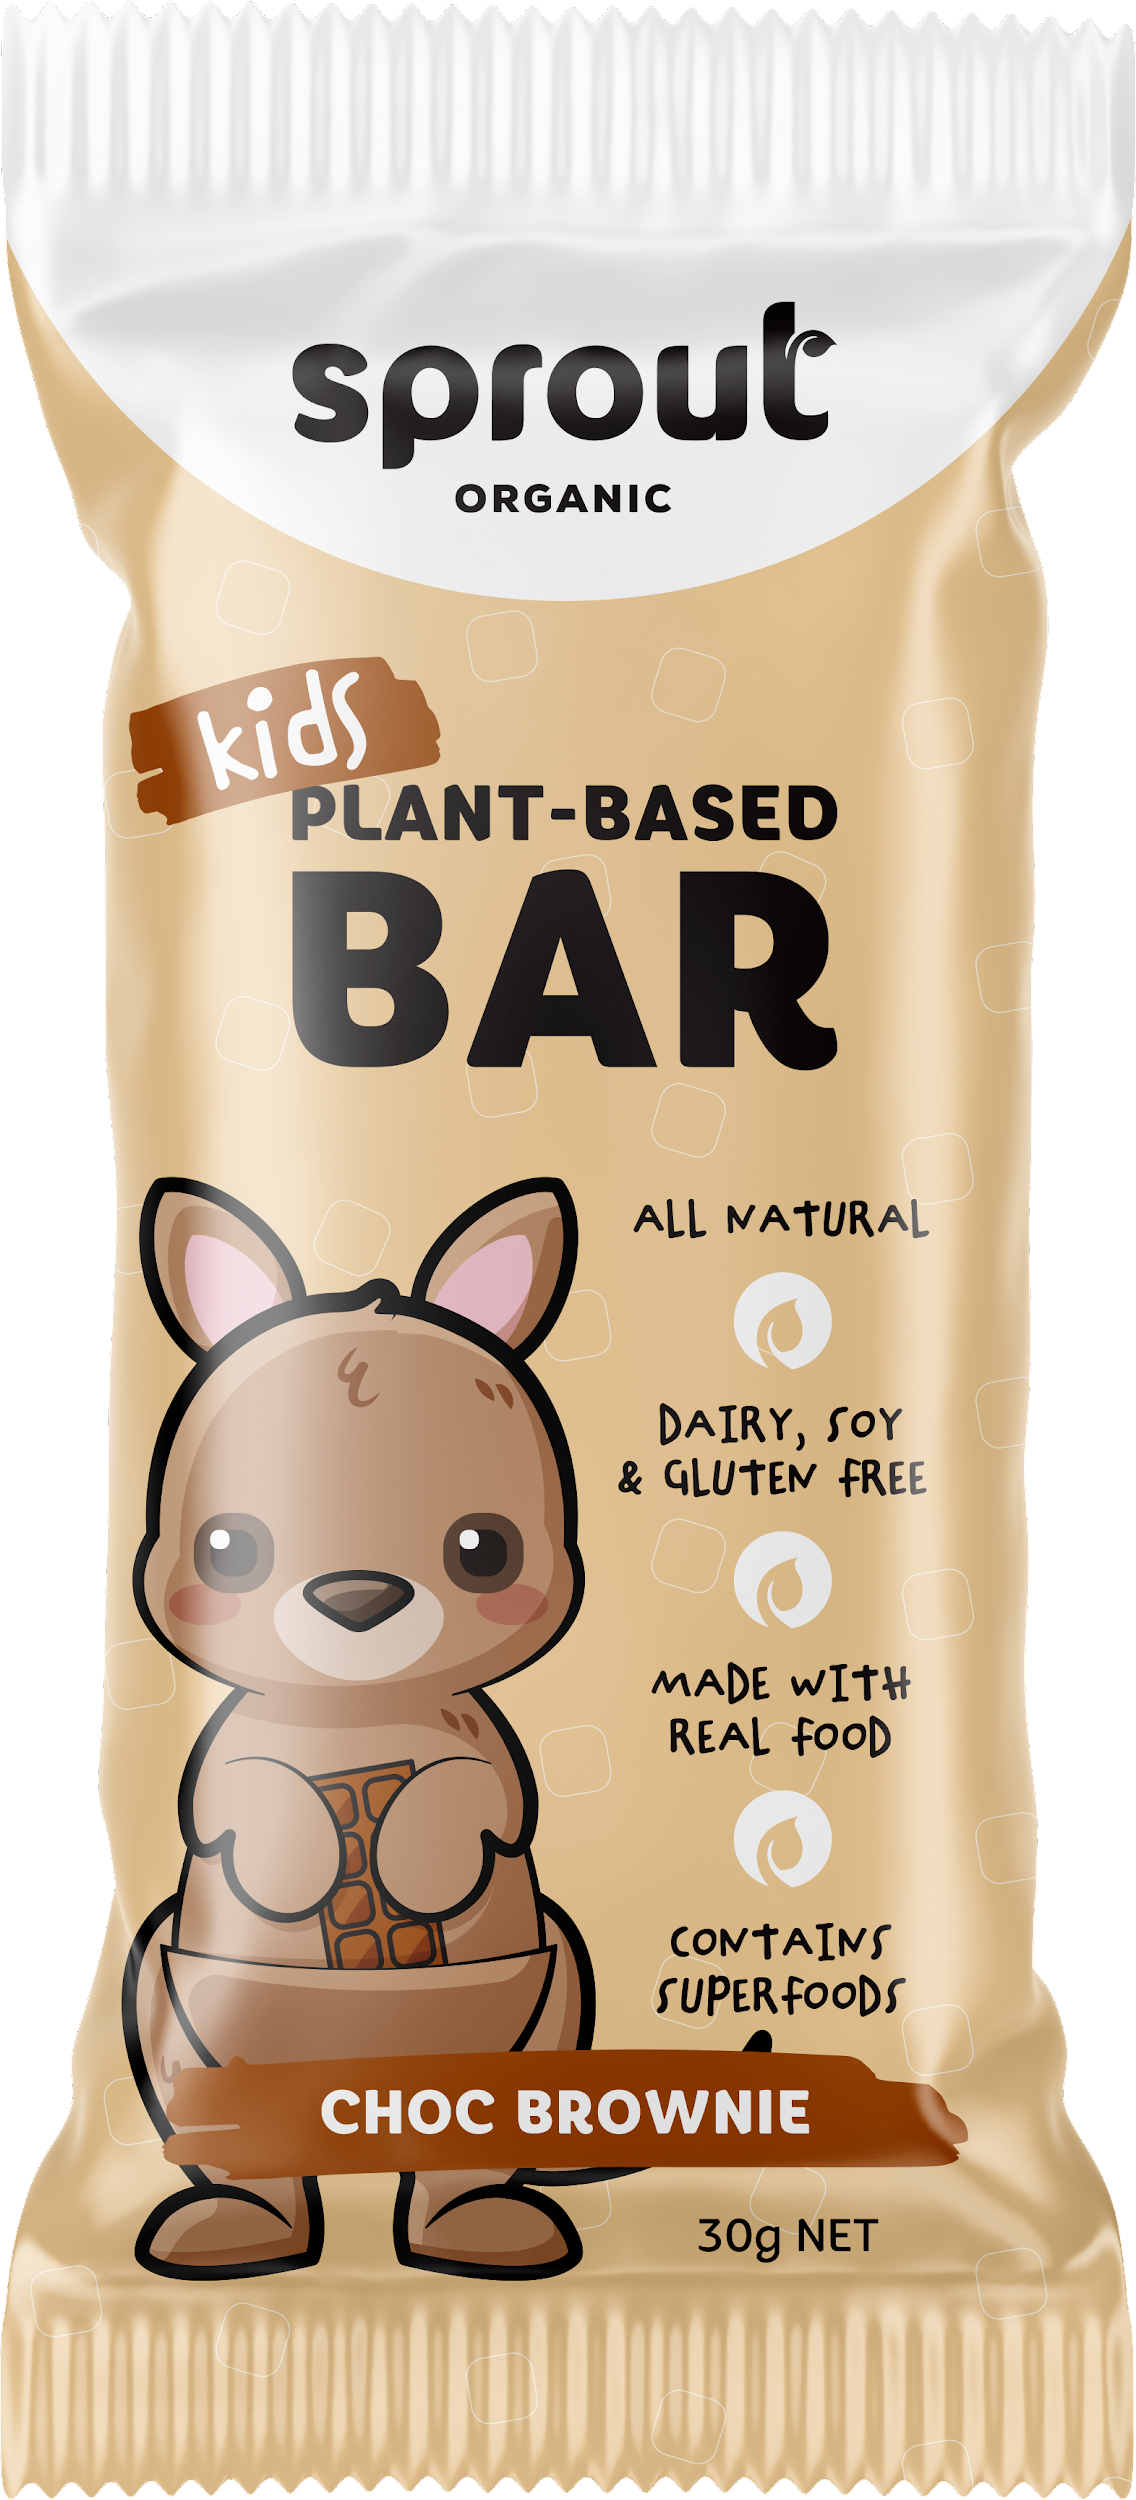 sprout
ORGANIC
kids
PLANT-BASED
BAR
ALL NATURAL
DAIRY, SOY
& GLUTEN FREE
MADE WITH
REAL FOOD
CONTAINS
SUPERFOODS
CHOC BROWNIE
30g NET